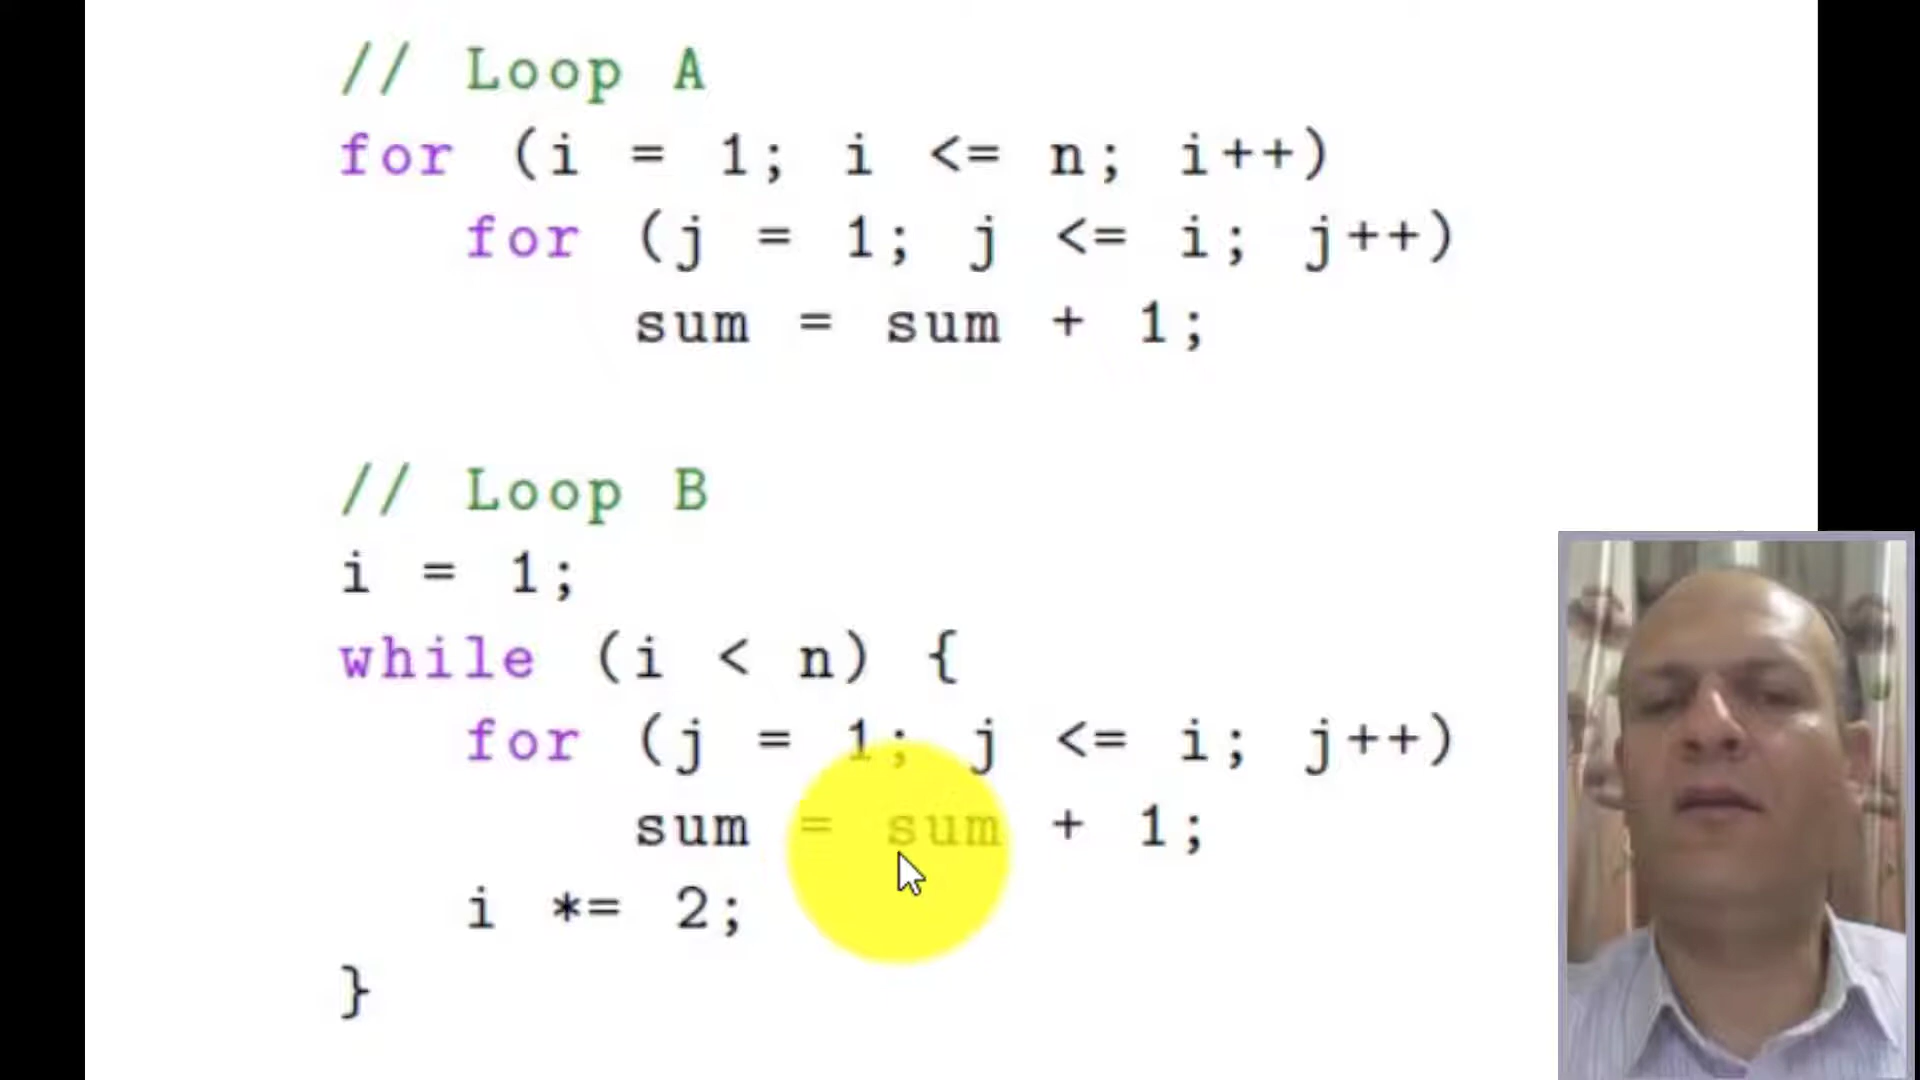 // Loop A
for (i = 1; i <= n; i++)
for (j = 1; j <= i; j++)
sum = sum + 1;
// Loop B
i = 1;
while (i < n) {
for (j = 1; j <= i; j++)
sum = sum + 1;
i *= 2;
}